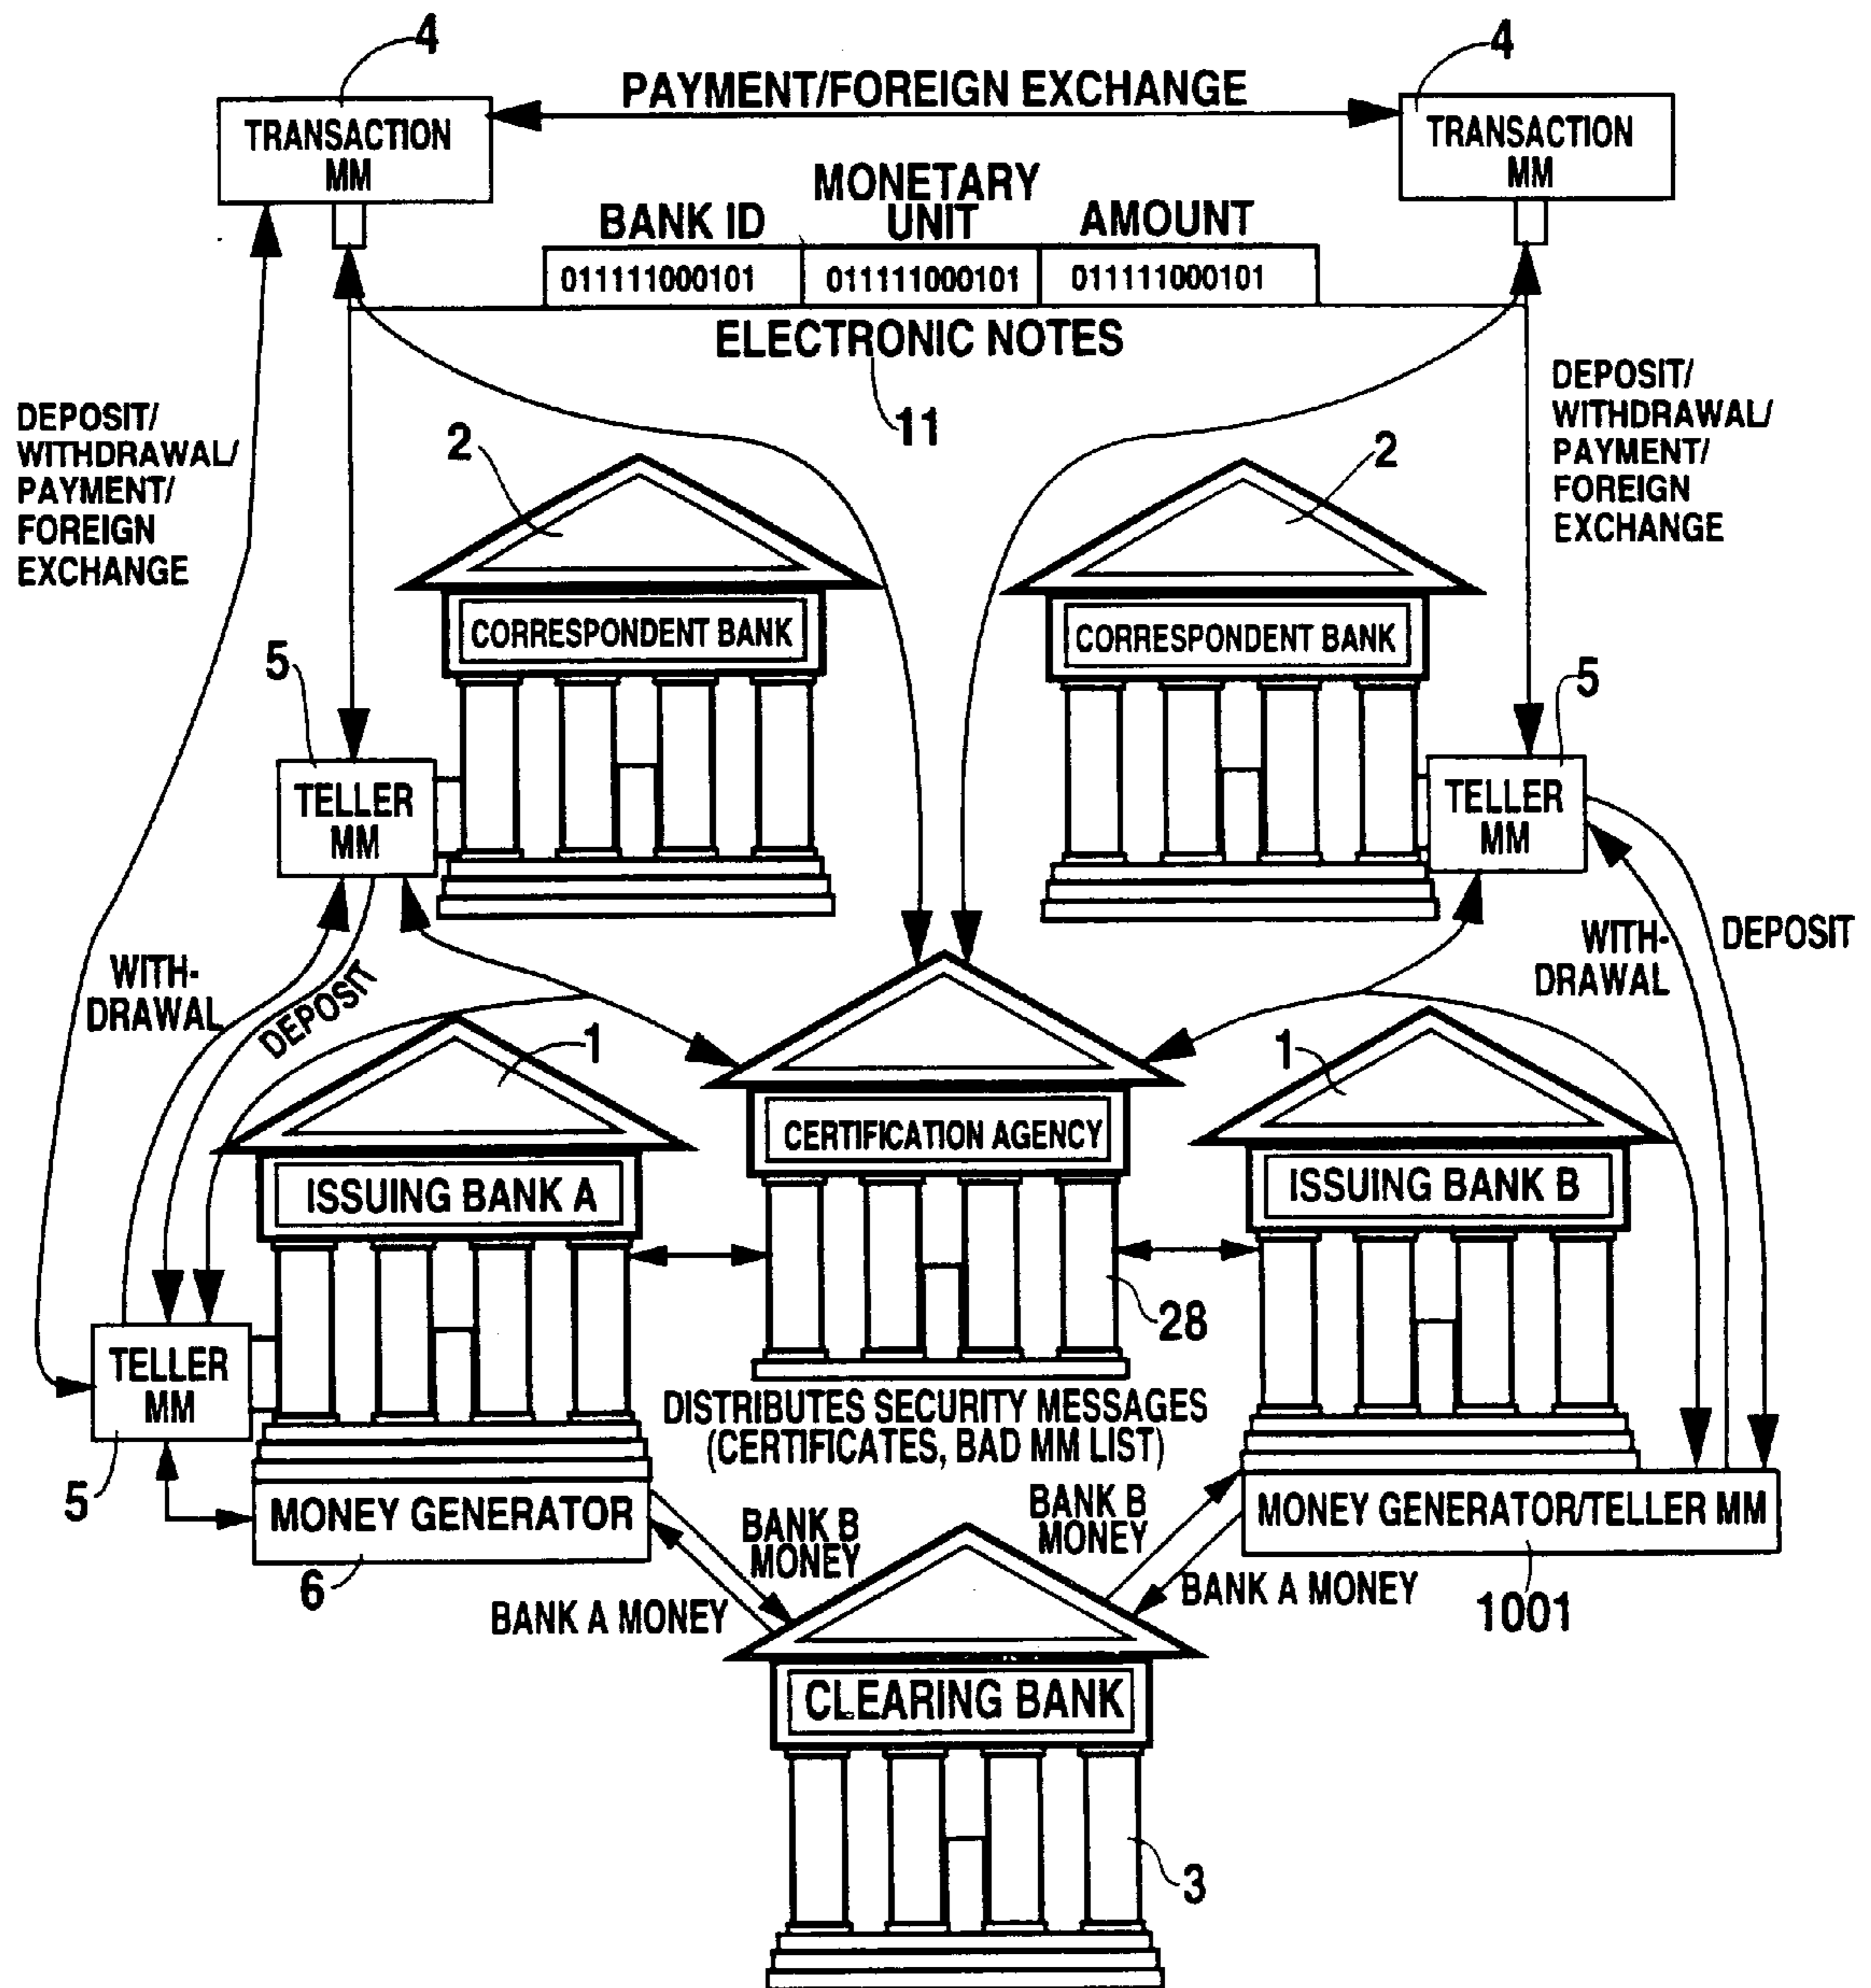 4
4
PAYMENT/FOREIGN EXCHANGE
TRANSACTION
MM
TRANSACTION
MM
MONETARY
BANK ID
UNIT
AMOUNT
011111000101
011111000101
011111000101
ELECTRONIC NOTES
11
DEPOSIT/
WITHDRAWAL/
PAYMENT/
FOREIGN
EXCHANGE
DEPOSIT/
WITHDRAWAL/
PAYMENT/
FOREIGN
EXCHANGE
2
2
CORRESPONDENT BANK
CORRESPONDENT BANK
5
5
TELLER
MM
TELLER
MM
WITH-
DRAWAL
DEPOSIT
WITH-
DRAWAL
DEPOSIT
1
1
CERTIFICATION AGENCY
ISSUING BANK A
ISSUING BANK B
28
TELLER
MM
5
DISTRIBUTES SECURITY MESSAGES
(CERTIFICATES, BAD MM LIST)
MONEY GENERATOR
6
BANK B
MONEY
BANK A MONEY
BANK B
MONEY
BANK A MONEY
MONEY GENERATOR/TELLER MM
1001
CLEARING BANK
3